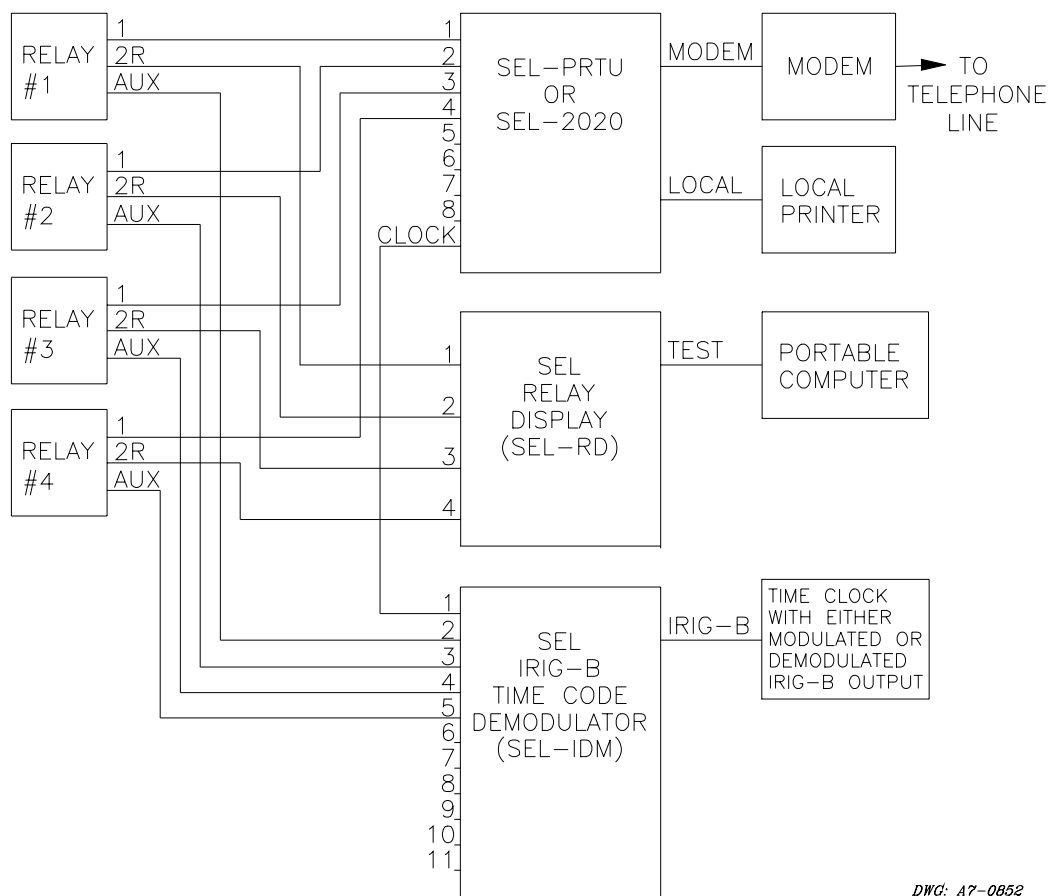 RELAY
#1
1
2R
AUX
RELAY
#2
1
2R
AUX
RELAY
#3
1
2R
AUX
RELAY
#4
1
2R
AUX
1
2
3
4
5
6
7
8
CLOCK
SEL-PRTU
OR
SEL-2020
MODEM
MODEM
TO
TELEPHONE
LINE
LOCAL
LOCAL
PRINTER
1
2
3
4
SEL
RELAY
DISPLAY
(SEL-RD)
TEST
PORTABLE
COMPUTER
1
2
3
4
5
6
7
8
9
10
11
SEL
IRIG-B
TIME CODE
DEMODULATOR
(SEL-IDM)
IRIG-B
TIME CLOCK
WITH EITHER
MODULATED OR
DEMODULATED
IRIG-B OUTPUT
DWG: A7-0852